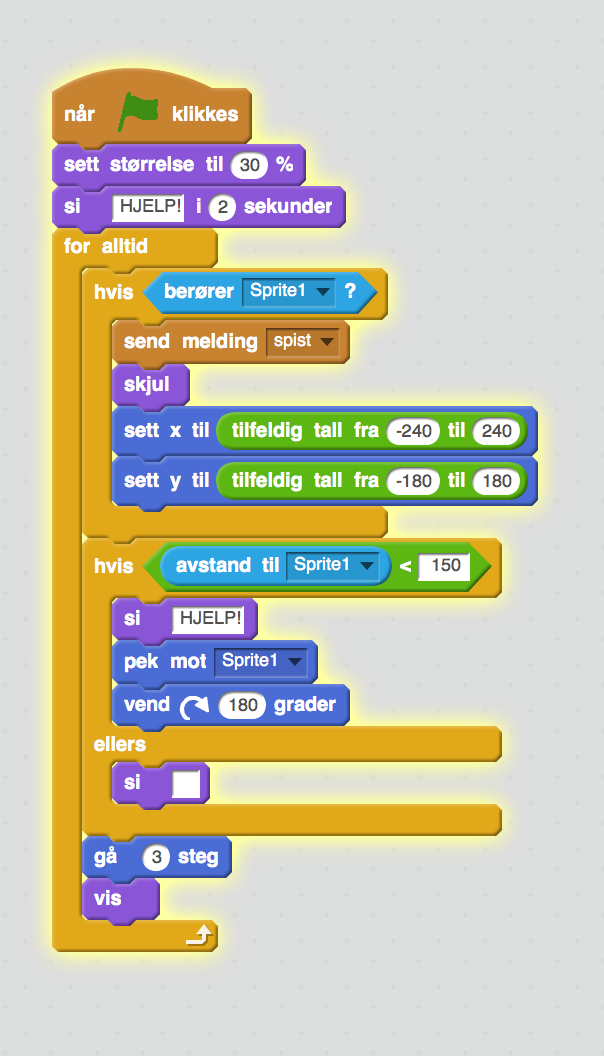 når klikkes
sett størrelse til 30 %
si HJELP! i 2 sekunder
for alltid
hvis berører Sprite1 ?
send melding spist
skjul
sett x til tilfeldig tall fra -240 til 240
sett y til tilfeldig tall fra -180 til 180
hvis avstand til Sprite1 < 150
si HJELP!
pek mot Sprite1
vend 180 grader
ellers
si
gå 3 steg
vis